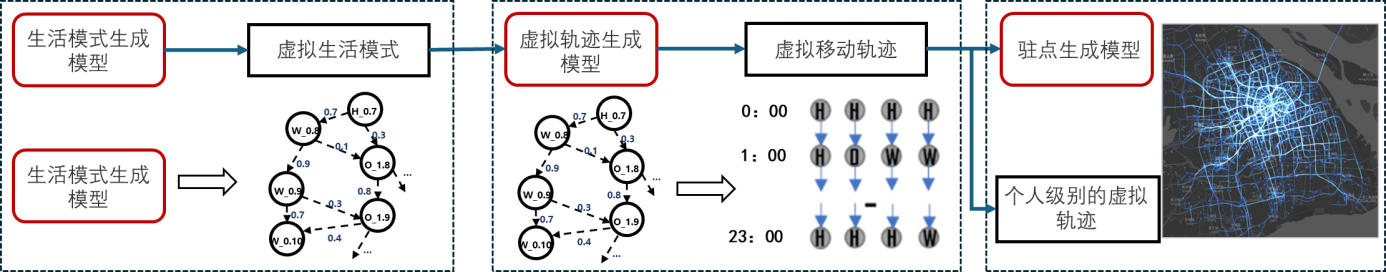 生活模式生成
模型
虚拟生活模式
生活模式生成
模型
H_0.7
0.7
W_0.8
0.3
0.1
O_1.8
0.9
...
W_0.9
0.8
0.3
O_1.9
0.7
0.4
W_0.10
...
虚拟轨迹生成
模型
虚拟移动轨迹
H_0.7
0.7
W_0.8
0.3
0.1
O_1.8
0.9
...
W_0.9
0.8
0.3
O_1.9
0.7
0.4
W_0.10
...
0：00 H H H H
1：00 H O W W
23：00 H H H W
驻点生成模型
个人级别的虚拟
轨迹